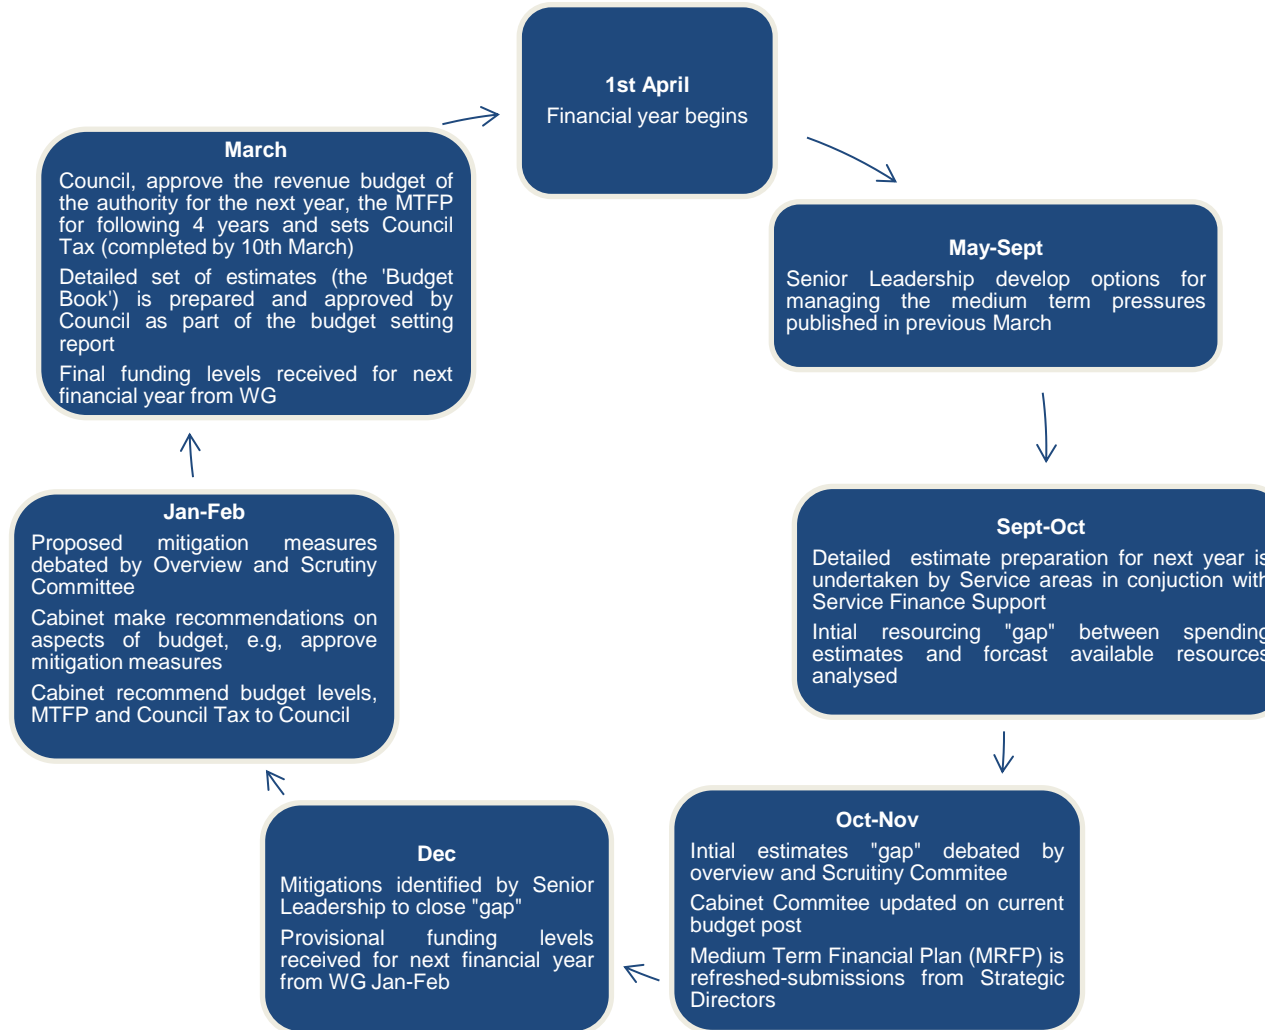 1st April
Financial year begins
May-Sept
Senior Leadership develop options for
managing the medium term pressures
published in previous March
Sept-Oct
Detailed estimate preparation for next year is
undertaken by Service areas in conjuction with
Service Finance Support
Intial resourcing "gap" between spending
estimates and forcast available resources
analysed
Oct-Nov
Intial estimates "gap" debated by
overview and Scruitiny Commitee
Cabinet Commitee updated on current
budget post
Medium Term Financial Plan (MRFP) is
refreshed-submissions from Strategic
Directors
Dec
Mitigations identified by Senior
Leadership to close "gap"
Provisional funding levels
received for next financial year
from WG Jan-Feb
Jan-Feb
Proposed mitigation measures
debated by Overview and Scrutiny
Committee
Cabinet make recommendations on
aspects of budget, e.g, approve
mitigation measures
Cabinet recommend budget levels,
MTFP and Council Tax to Council
March
Council, approve the revenue budget of
the authority for the next year, the MTFP
for following 4 years and sets Council
Tax (completed by 10th March)
Detailed set of estimates (the 'Budget
Book') is prepared and approved by
Council as part of the budget setting
report
Final funding levels received for next
financial year from WG